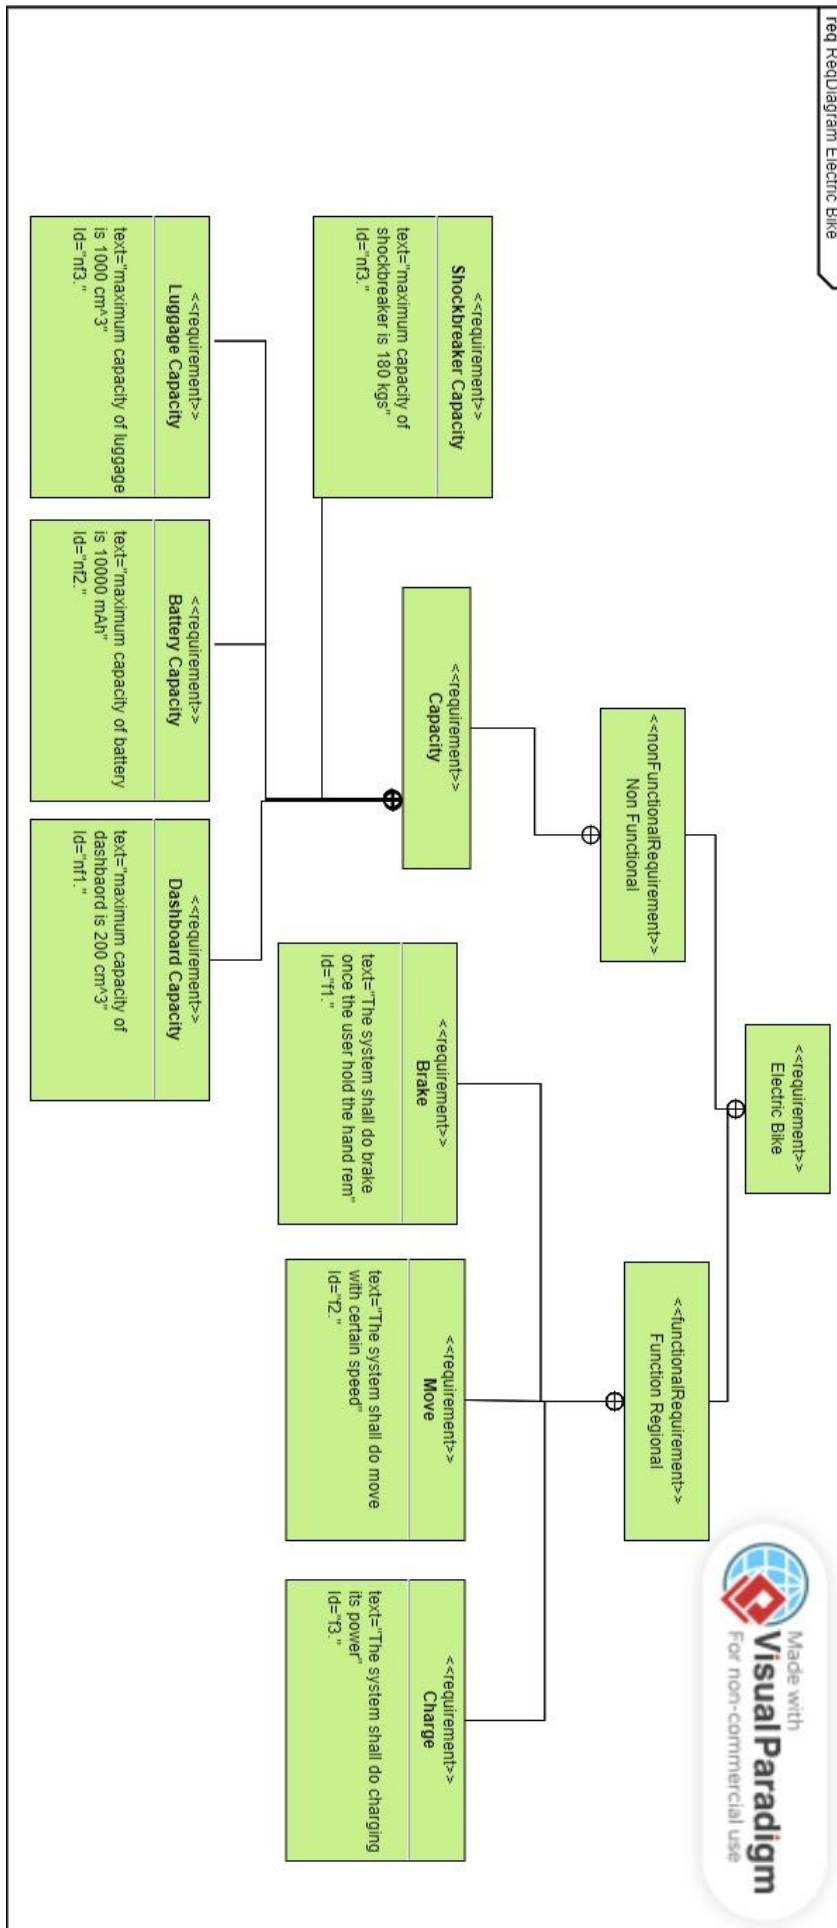 req ReqDiagram Electric Bike
Made with
Visual Paradigm
For non-commercial use
<<requirement>>
Electric Bike
<<nonFunctionalRequirement>>
Non Functional
<<functionalRequirement>>
Function Regional
<<requirement>>
Capacity
<<requirement>>
Shockbreaker Capacity
text="maximum capacity of
shockbreaker is 180 kgs"
Id="nf3."
<<requirement>>
Brake
text="The system shall do brake
once the user hold the hand rem"
Id="f1."
<<requirement>>
Move
text="The system shall do move
with certain speed"
Id="f2."
<<requirement>>
Charge
text="The system shall do charging
its power"
Id="f3."
<<requirement>>
Luggage Capacity
text="maximum capacity of luggage
is 1000 cm^3"
Id="nf3."
<<requirement>>
Battery Capacity
text="maximum capacity of battery
is 10000 mAh"
Id="nf2."
<<requirement>>
Dashboard Capacity
text="maximum capacity of
dashbaord is 200 cm^3"
Id="nf1."